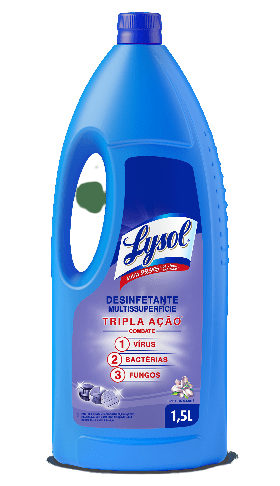 Lysol
DESINFETANTE
MULTISSUPERFÍCIE
TRIPLA AÇÃO
COMBATE
1 VÍRUS
2 BACTÉRIAS
3 FUNGOS
1,5L